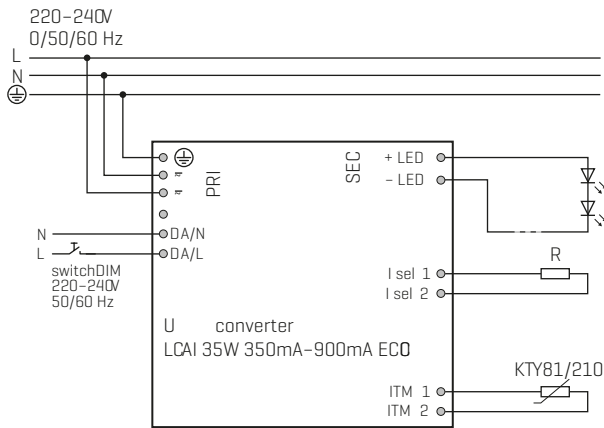 220–240V
0/50/60 Hz
L
N
PRI
SEC
+ LED
– LED
N
DA/N
L
DA/L
switchDIM
220–240V
50/60 Hz
I sel 1
I sel 2
R
U converter
LCAI 35W 350mA–900mA ECO
KTY81/210
ITM 1
ITM 2